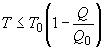 T ≤ T₀(1 − Q/Q₀)